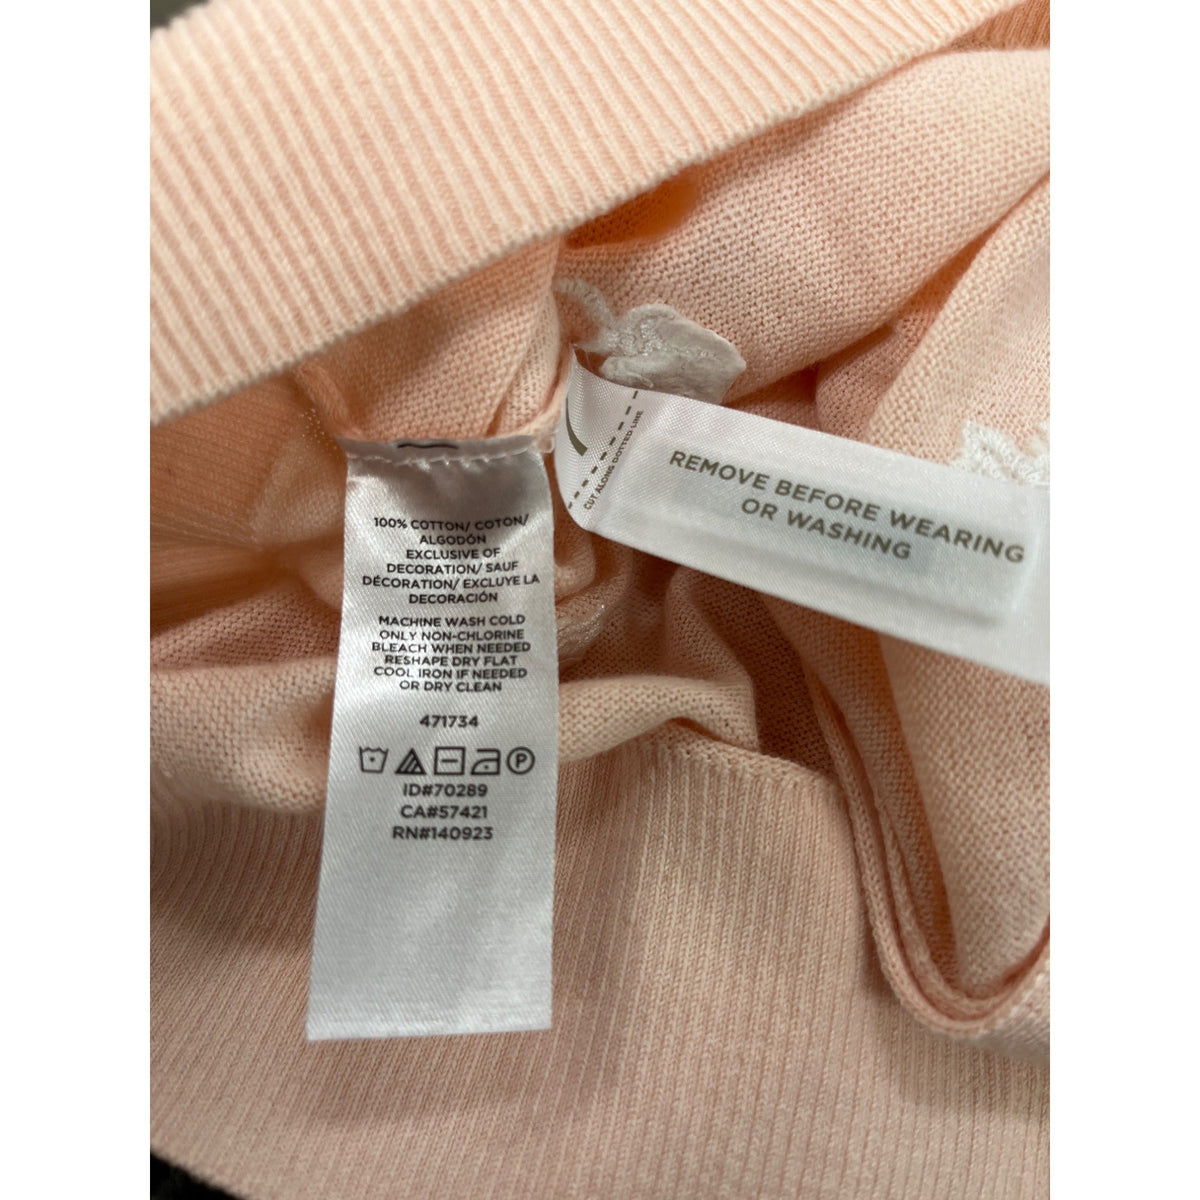 100% COTTON/ COTON/
ALGODÓN
EXCLUSIVE OF
DECORATION/ SAUF
DÉCORATION/ EXCLUYE LA
DECORACIÓN
MACHINE WASH COLD
ONLY NON-CHLORINE
BLEACH WHEN NEEDED
RESHAPE DRY FLAT
COOL IRON IF NEEDED
OR DRY CLEAN
471734
P
ID#70289
CA#57421
RN#140923
CUT ALONG DOTTED LINE
REMOVE BEFORE WEARING
OR WASHING